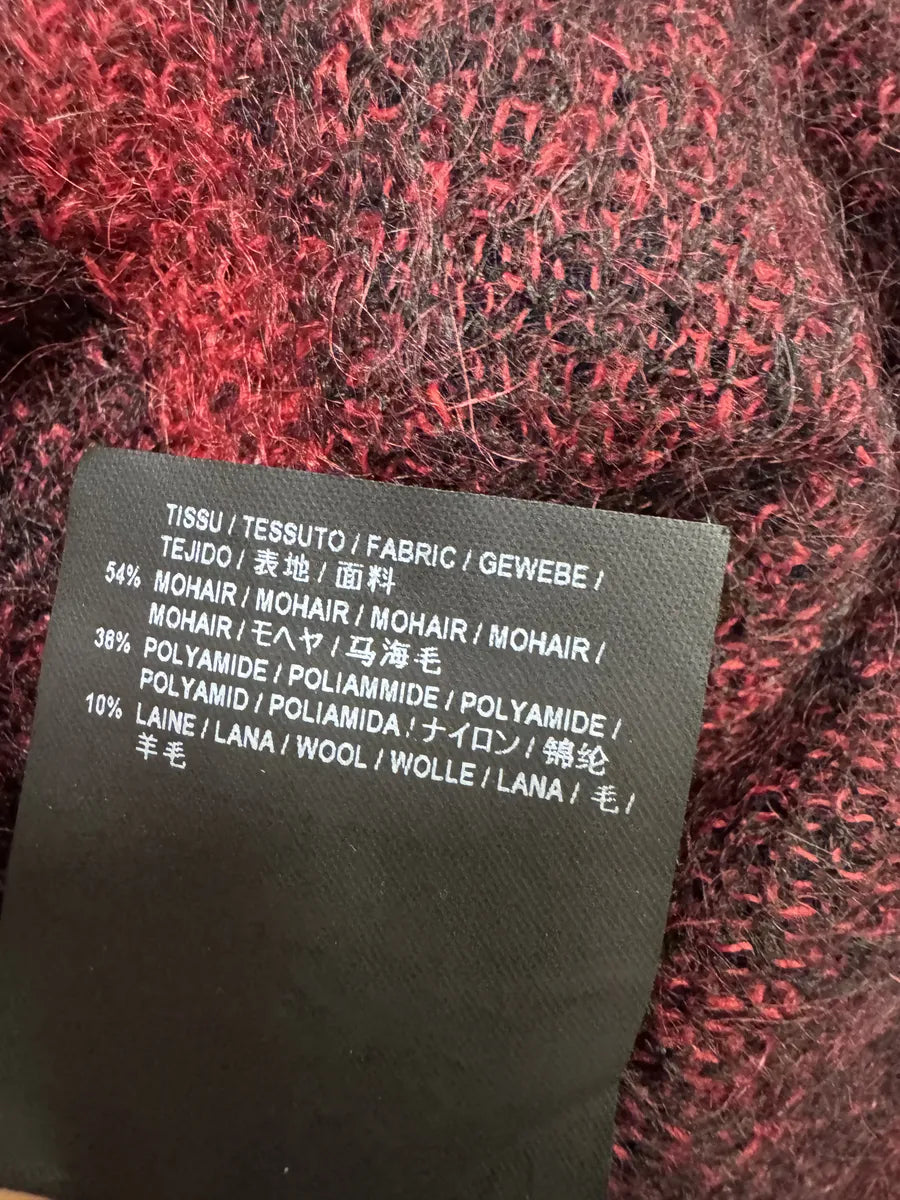 TISSU / TESSUTO / FABRIC / GEWEBE /
TEJIDO / 表地 / 面料
54% MOHAIR / MOHAIR / MOHAIR / MOHAIR /
MOHAIR / モヘヤ / 马海毛
38% POLYAMIDE / POLIAMMIDE / POLYAMIDE /
POLYAMID / POLIAMIDA / ナイロン / 锦纶
10% LAINE / LANA / WOOL / WOLLE / LANA / 毛 /
羊毛